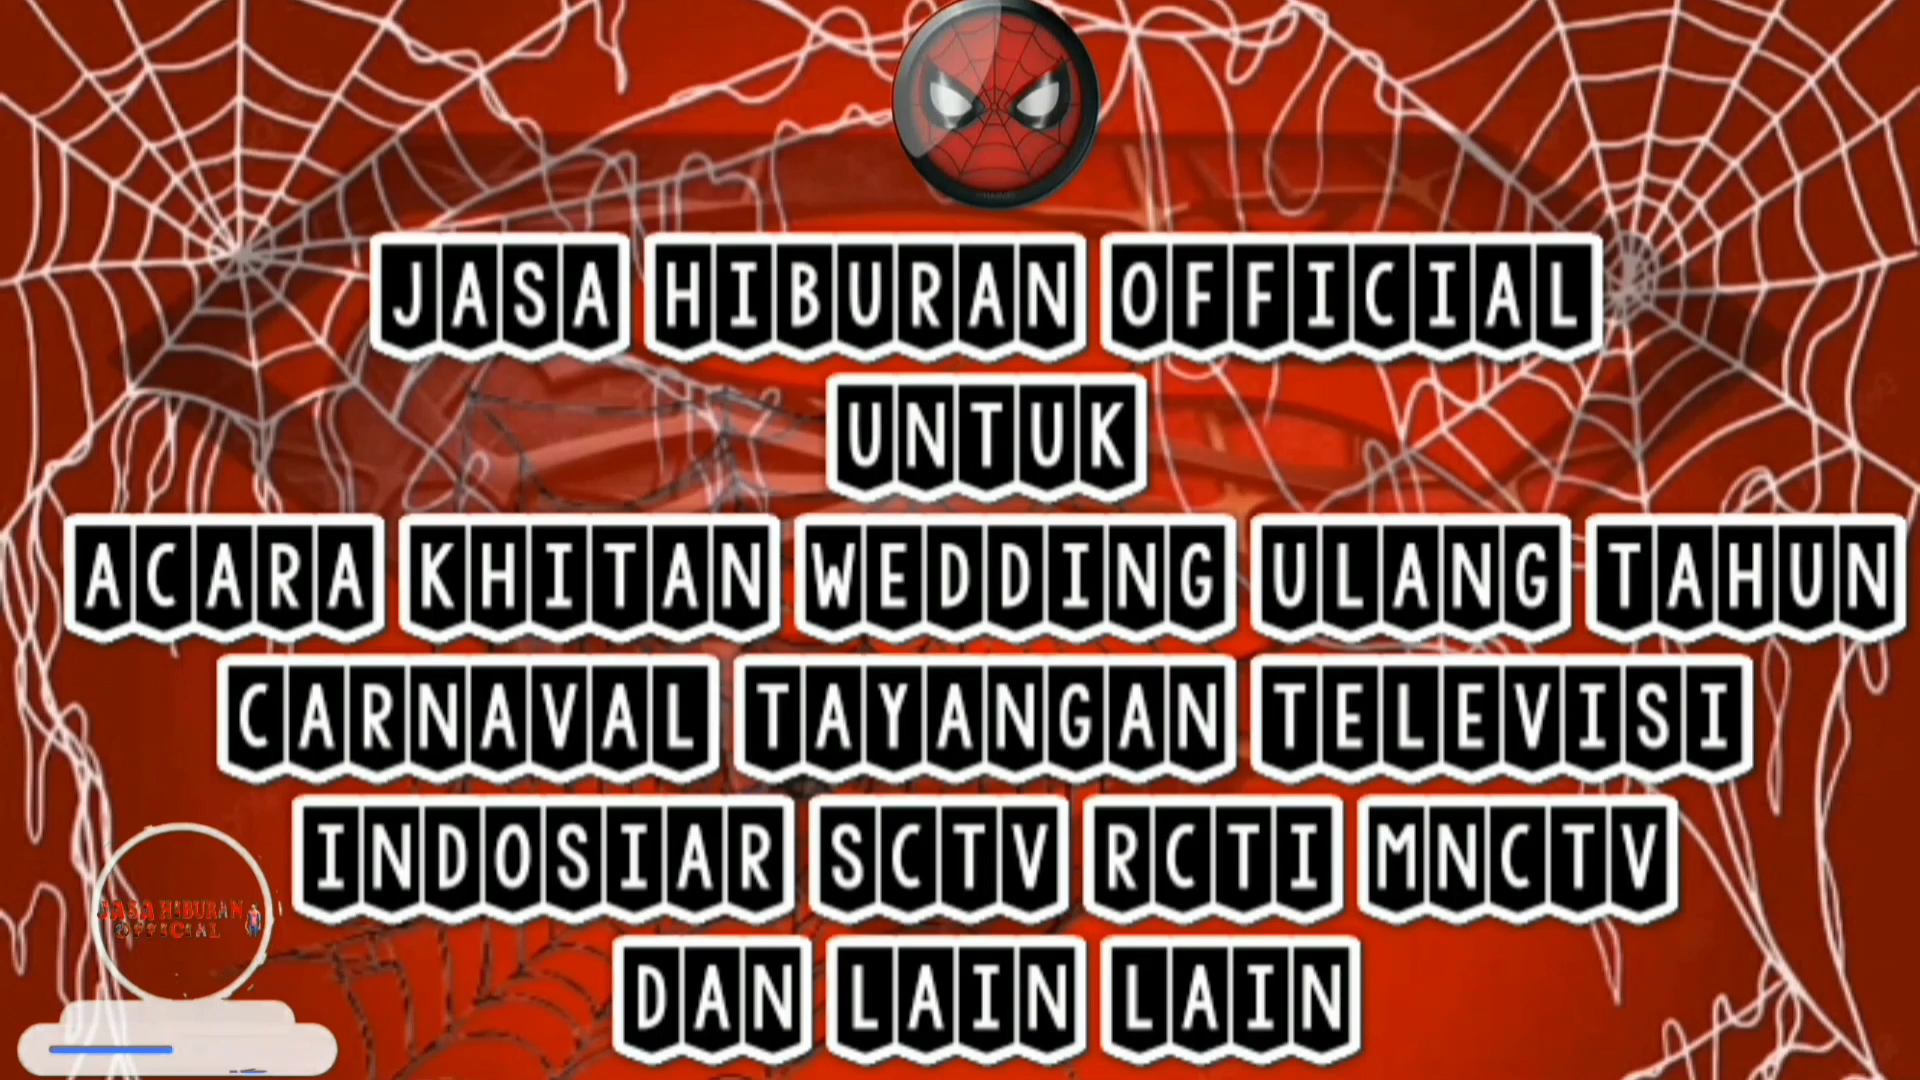 JASA HIBURAN OFFICIAL
UNTUK
ACARA KHITAN WEDDING ULANG TAHUN
CARNAVAL TAYANGAN TELEVISI
INDOSIAR SCTV RCTI MNCTV
DAN LAIN LAIN
JASA HIBURAN
OFFICIAL